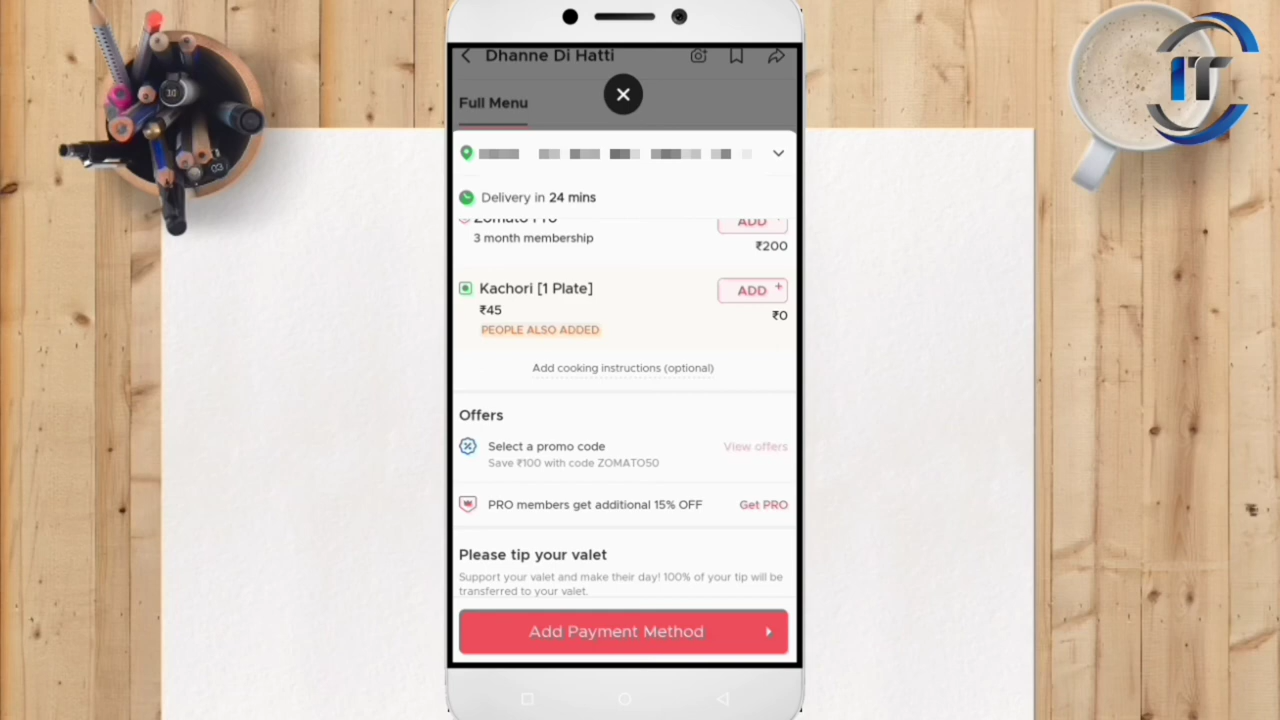 Dhanne Di Hatti
Full Menu
Delivery in 24 mins
Zomato Pro
ADD +
3 month membership
₹200
Kachori [1 Plate]
ADD +
₹45
₹0
PEOPLE ALSO ADDED
Add cooking instructions (optional)
Offers
Select a promo code
View offers
Save ₹100 with code ZOMATO50
PRO members get additional 15% OFF
Get PRO
Please tip your valet
Support your valet and make their day! 100% of your tip will be
transferred to your valet.
Add Payment Method
IT